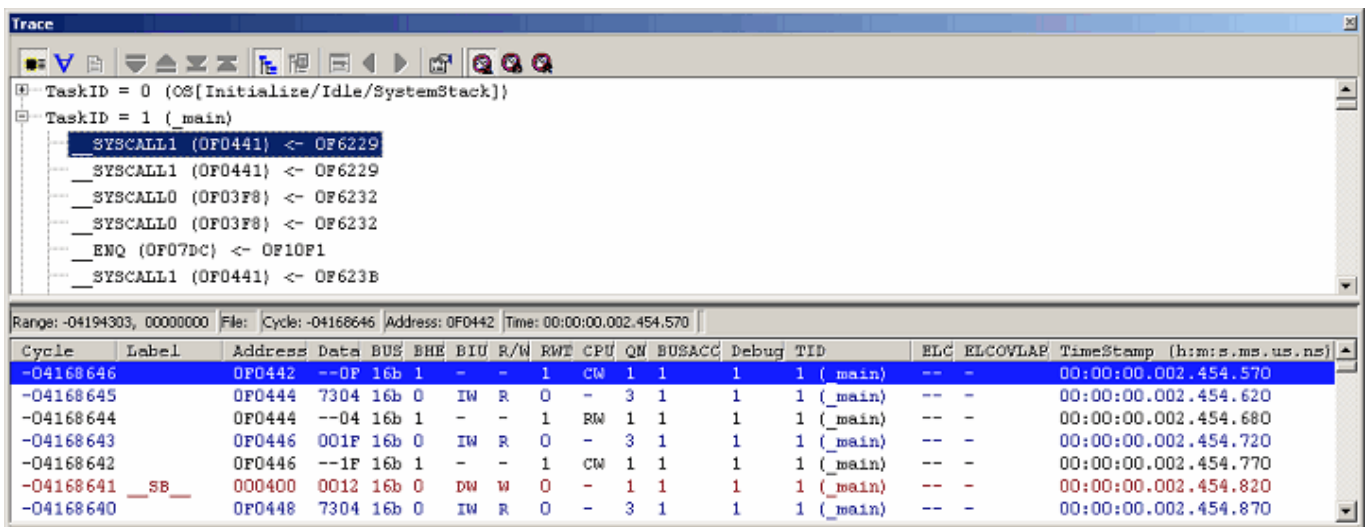 Trace
TaskID = 0 (OS[Initialize/Idle/SystemStack])
TaskID = 1 (_main)
__SYSCALL1 (0F0441) <- 0F6229
__SYSCALL1 (0F0441) <- 0F6229
__SYSCALL0 (0F03F8) <- 0F6232
__SYSCALL0 (0F03F8) <- 0F6232
__ENQ (0F07DC) <- 0F10F1
__SYSCALL1 (0F0441) <- 0F623B
Range: -04194303, 00000000 File: Cycle: -04168646 Address: 0F0442 Time: 00:00:00.002.454.570
Cycle Label Address Data BUS BHE BIU R/W RWT CPU QN BUSACC Debug TID ELC ELCOVLAP TimeStamp (h:m:s.ms.us.ns)
-04168646 0F0442 --0F 16b 1 - - 1 CW 1 1 1 1 (_main) -- - 00:00:00.002.454.570
-04168645 0F0444 7304 16b 0 IW R 0 - 3 1 1 1 (_main) -- - 00:00:00.002.454.620
-04168644 0F0444 --04 16b 1 - - 1 RW 1 1 1 1 (_main) -- - 00:00:00.002.454.680
-04168643 0F0446 001F 16b 0 IW R 0 - 3 1 1 1 (_main) -- - 00:00:00.002.454.720
-04168642 0F0446 --1F 16b 1 - - 1 CW 1 1 1 1 (_main) -- - 00:00:00.002.454.770
-04168641 __SB__ 000400 0012 16b 0 DW W 0 - 1 1 1 1 (_main) -- - 00:00:00.002.454.820
-04168640 0F0448 7304 16b 0 IW R 0 - 3 1 1 1 (_main) -- - 00:00:00.002.454.870